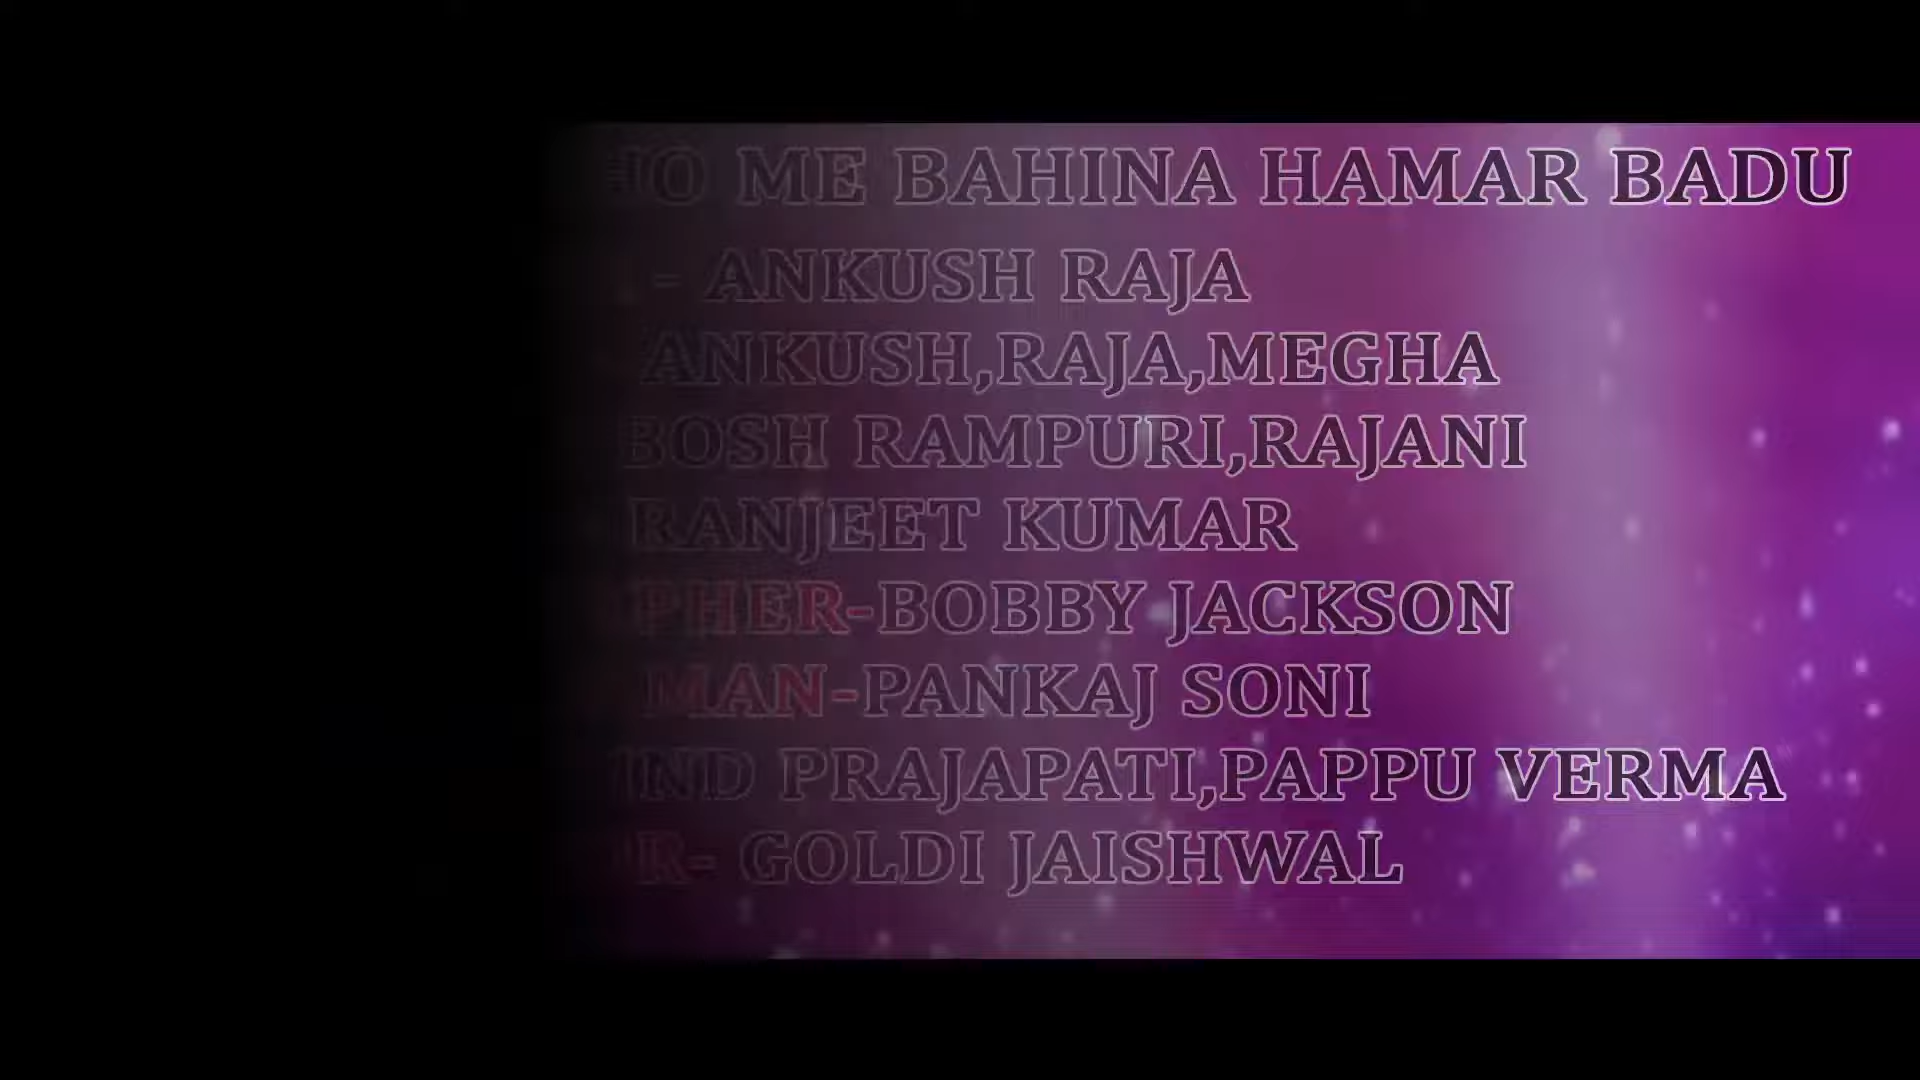 ME BAHINA HAMAR BADU
- ANKUSH RAJA
ANKUSH,RAJA,MEGHA
BOSH RAMPURI,RAJANI
RANJEET KUMAR
PHER-BOBBY JACKSON
MAN-PANKAJ SONI
IND PRAJAPATI,PAPPU VERMA
R- GOLDI JAISHWAL